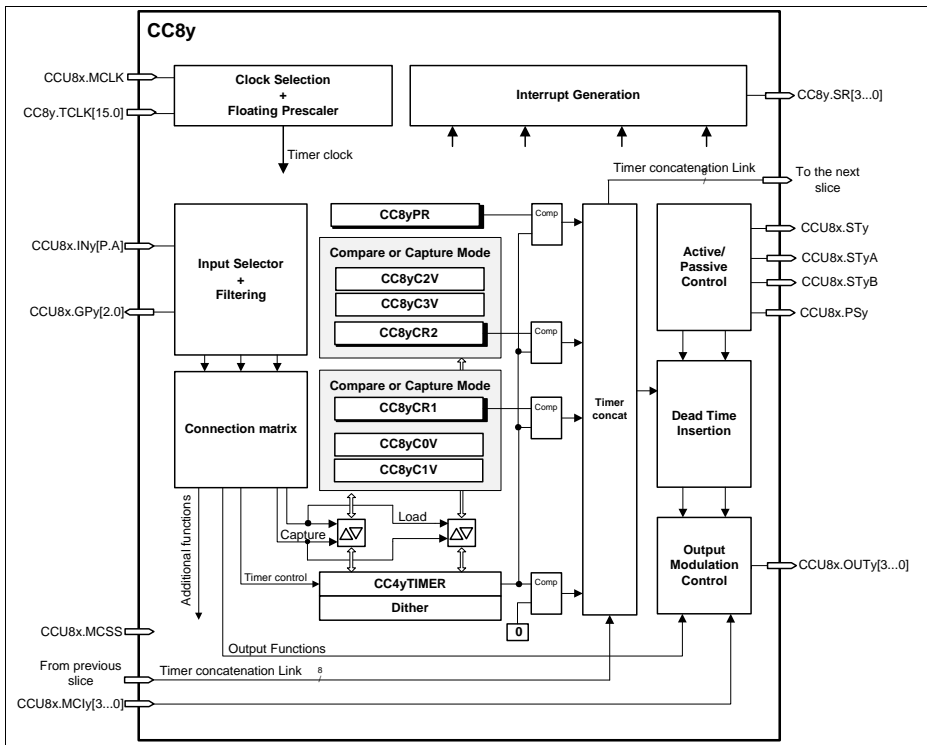 CC8y
CCU8x.MCLK
CC8y.TCLK[15.0]
Clock Selection
+
Floating Prescaler
Interrupt Generation
CC8y.SR[3...0]
Timer clock
Timer concatenation Link
8
To the next
slice
CCU8x.INy[P.A]
CCU8x.GPy[2.0]
Input Selector
+
Filtering
CC8yPR
Comp
Compare or Capture Mode
CC8yC2V
CC8yC3V
CC8yCR2
Comp
Active/
Passive
Control
CCU8x.STy
CCU8x.STyA
CCU8x.STyB
CCU8x.PSy
Connection matrix
Compare or Capture Mode
CC8yCR1
CC8yC0V
CC8yC1V
Comp
Timer
concat
Dead Time
Insertion
Additional functions
Capture
Load
Timer control
CC4yTIMER
Dither
Comp
0
Output
Modulation
Control
CCU8x.OUTy[3...0]
CCU8x.MCSS
Output Functions
From previous
slice
Timer concatenation Link
8
CCU8x.MCIy[3...0]